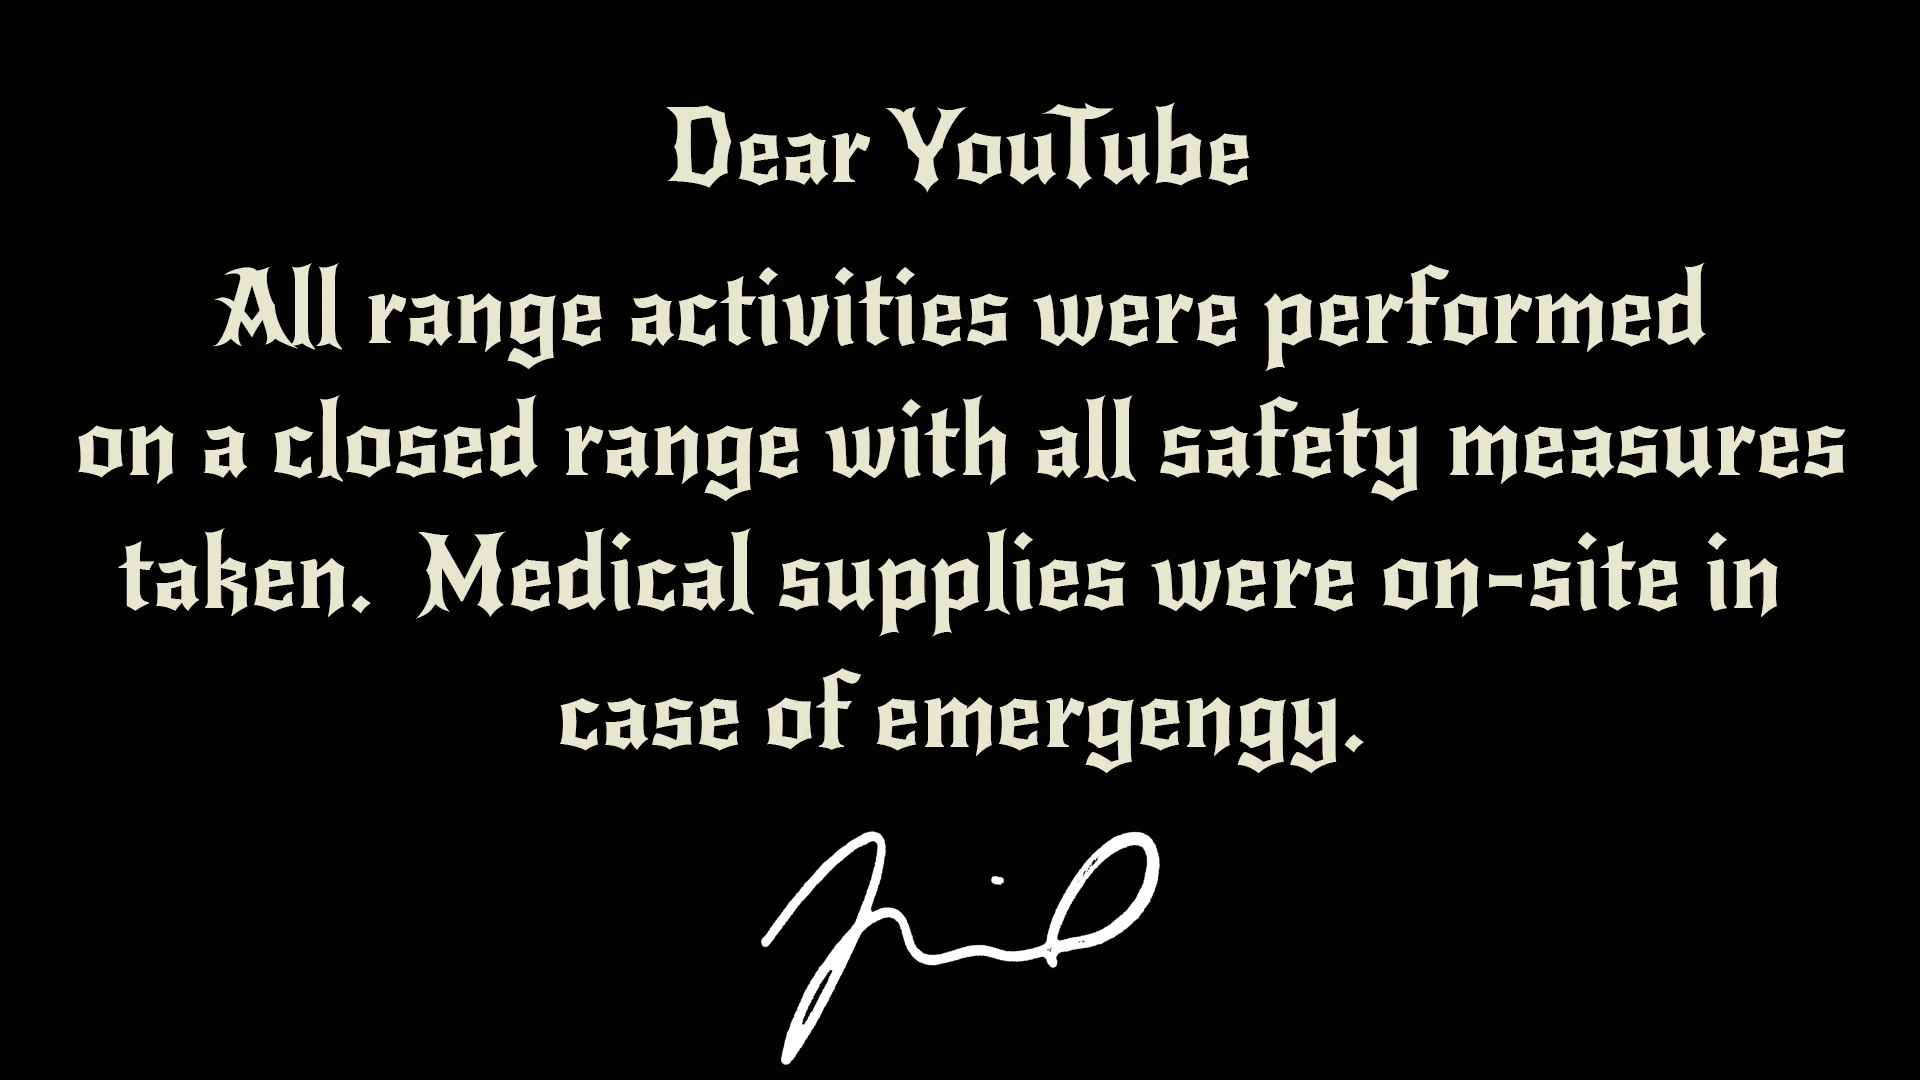 Dear YouTube
All range activities were performed
on a closed range with all safety measures
taken.  Medical supplies were on-site in
case of emergengy.